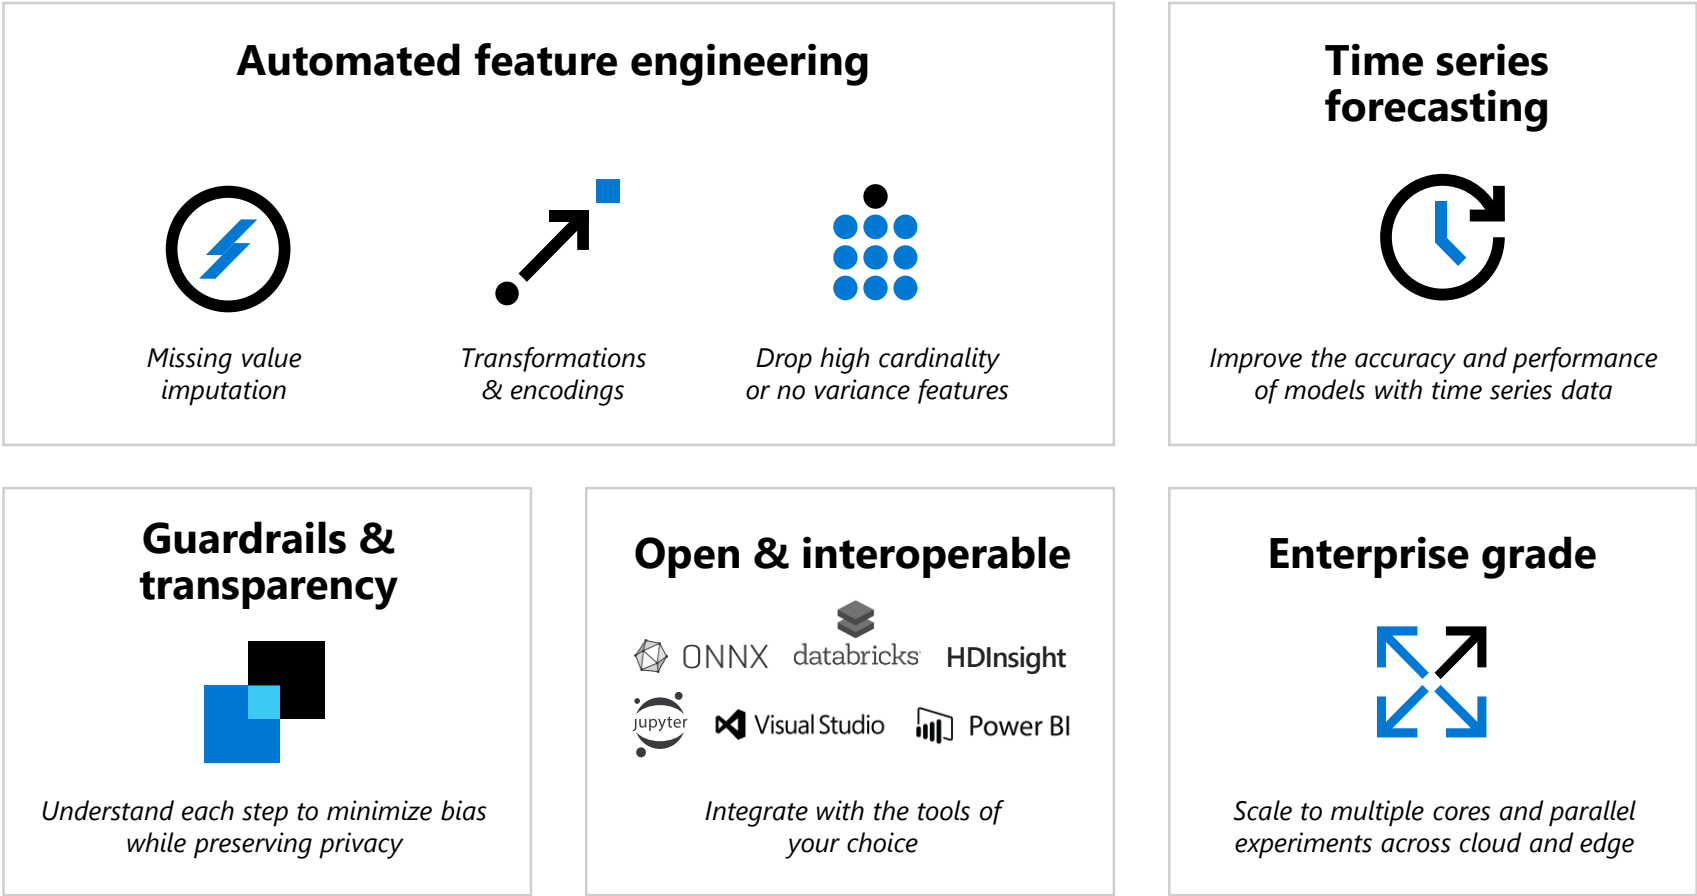 Automated feature engineering
Missing value
imputation
Transformations
& encodings
Drop high cardinality
or no variance features
Time series
forecasting
Improve the accuracy and performance
of models with time series data
Guardrails &
transparency
Understand each step to minimize bias
while preserving privacy
Open & interoperable
ONNX
databricks
HDInsight
jupyter
Visual Studio
Power BI
Integrate with the tools of
your choice
Enterprise grade
Scale to multiple cores and parallel
experiments across cloud and edge